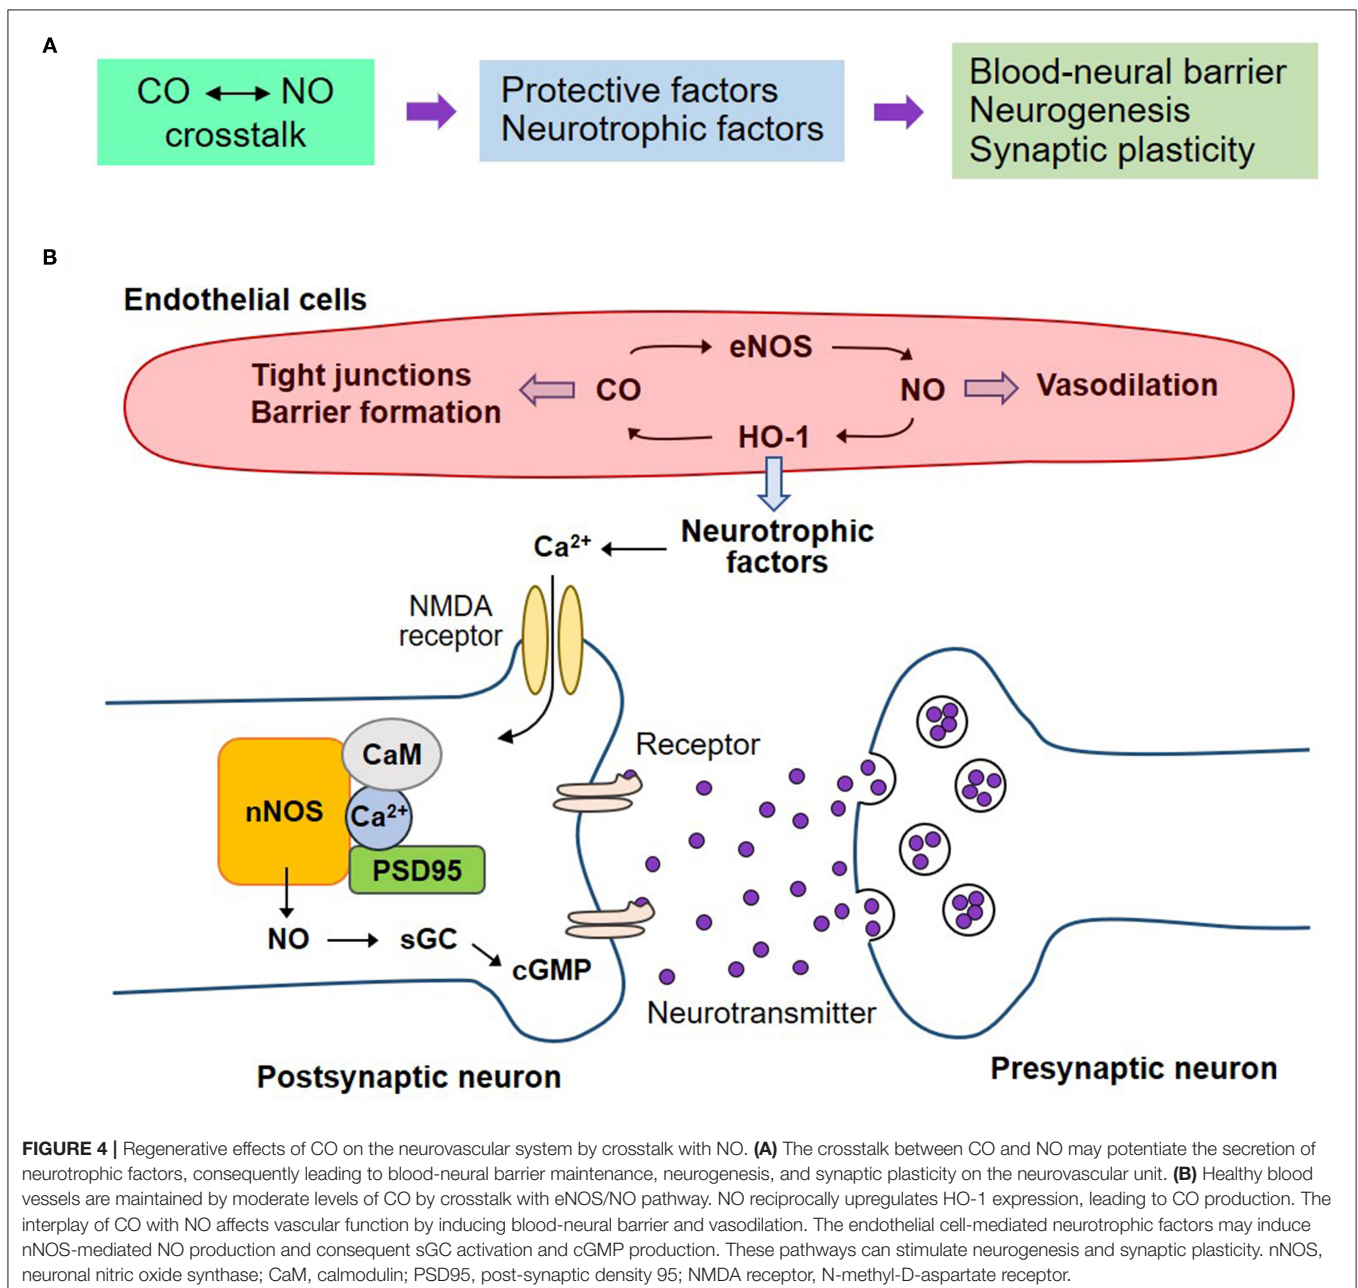 A
CO ↔ NO
crosstalk
Protective factors
Neurotrophic factors
Blood-neural barrier
Neurogenesis
Synaptic plasticity
B
Endothelial cells
Tight junctions
Barrier formation
CO
eNOS
NO
HO-1
Vasodilation
Neurotrophic
factors
Ca²⁺
NMDA
receptor
CaM
nNOS
Ca²⁺
PSD95
NO
sGC
cGMP
Receptor
Neurotransmitter
Postsynaptic neuron
Presynaptic neuron
FIGURE 4 | Regenerative effects of CO on the neurovascular system by crosstalk with NO. (A) The crosstalk between CO and NO may potentiate the secretion of
neurotrophic factors, consequently leading to blood-neural barrier maintenance, neurogenesis, and synaptic plasticity on the neurovascular unit. (B) Healthy blood
vessels are maintained by moderate levels of CO by crosstalk with eNOS/NO pathway. NO reciprocally upregulates HO-1 expression, leading to CO production. The
interplay of CO with NO affects vascular function by inducing blood-neural barrier and vasodilation. The endothelial cell-mediated neurotrophic factors may induce
nNOS-mediated NO production and consequent sGC activation and cGMP production. These pathways can stimulate neurogenesis and synaptic plasticity. nNOS,
neuronal nitric oxide synthase; CaM, calmodulin; PSD95, post-synaptic density 95; NMDA receptor, N-methyl-D-aspartate receptor.